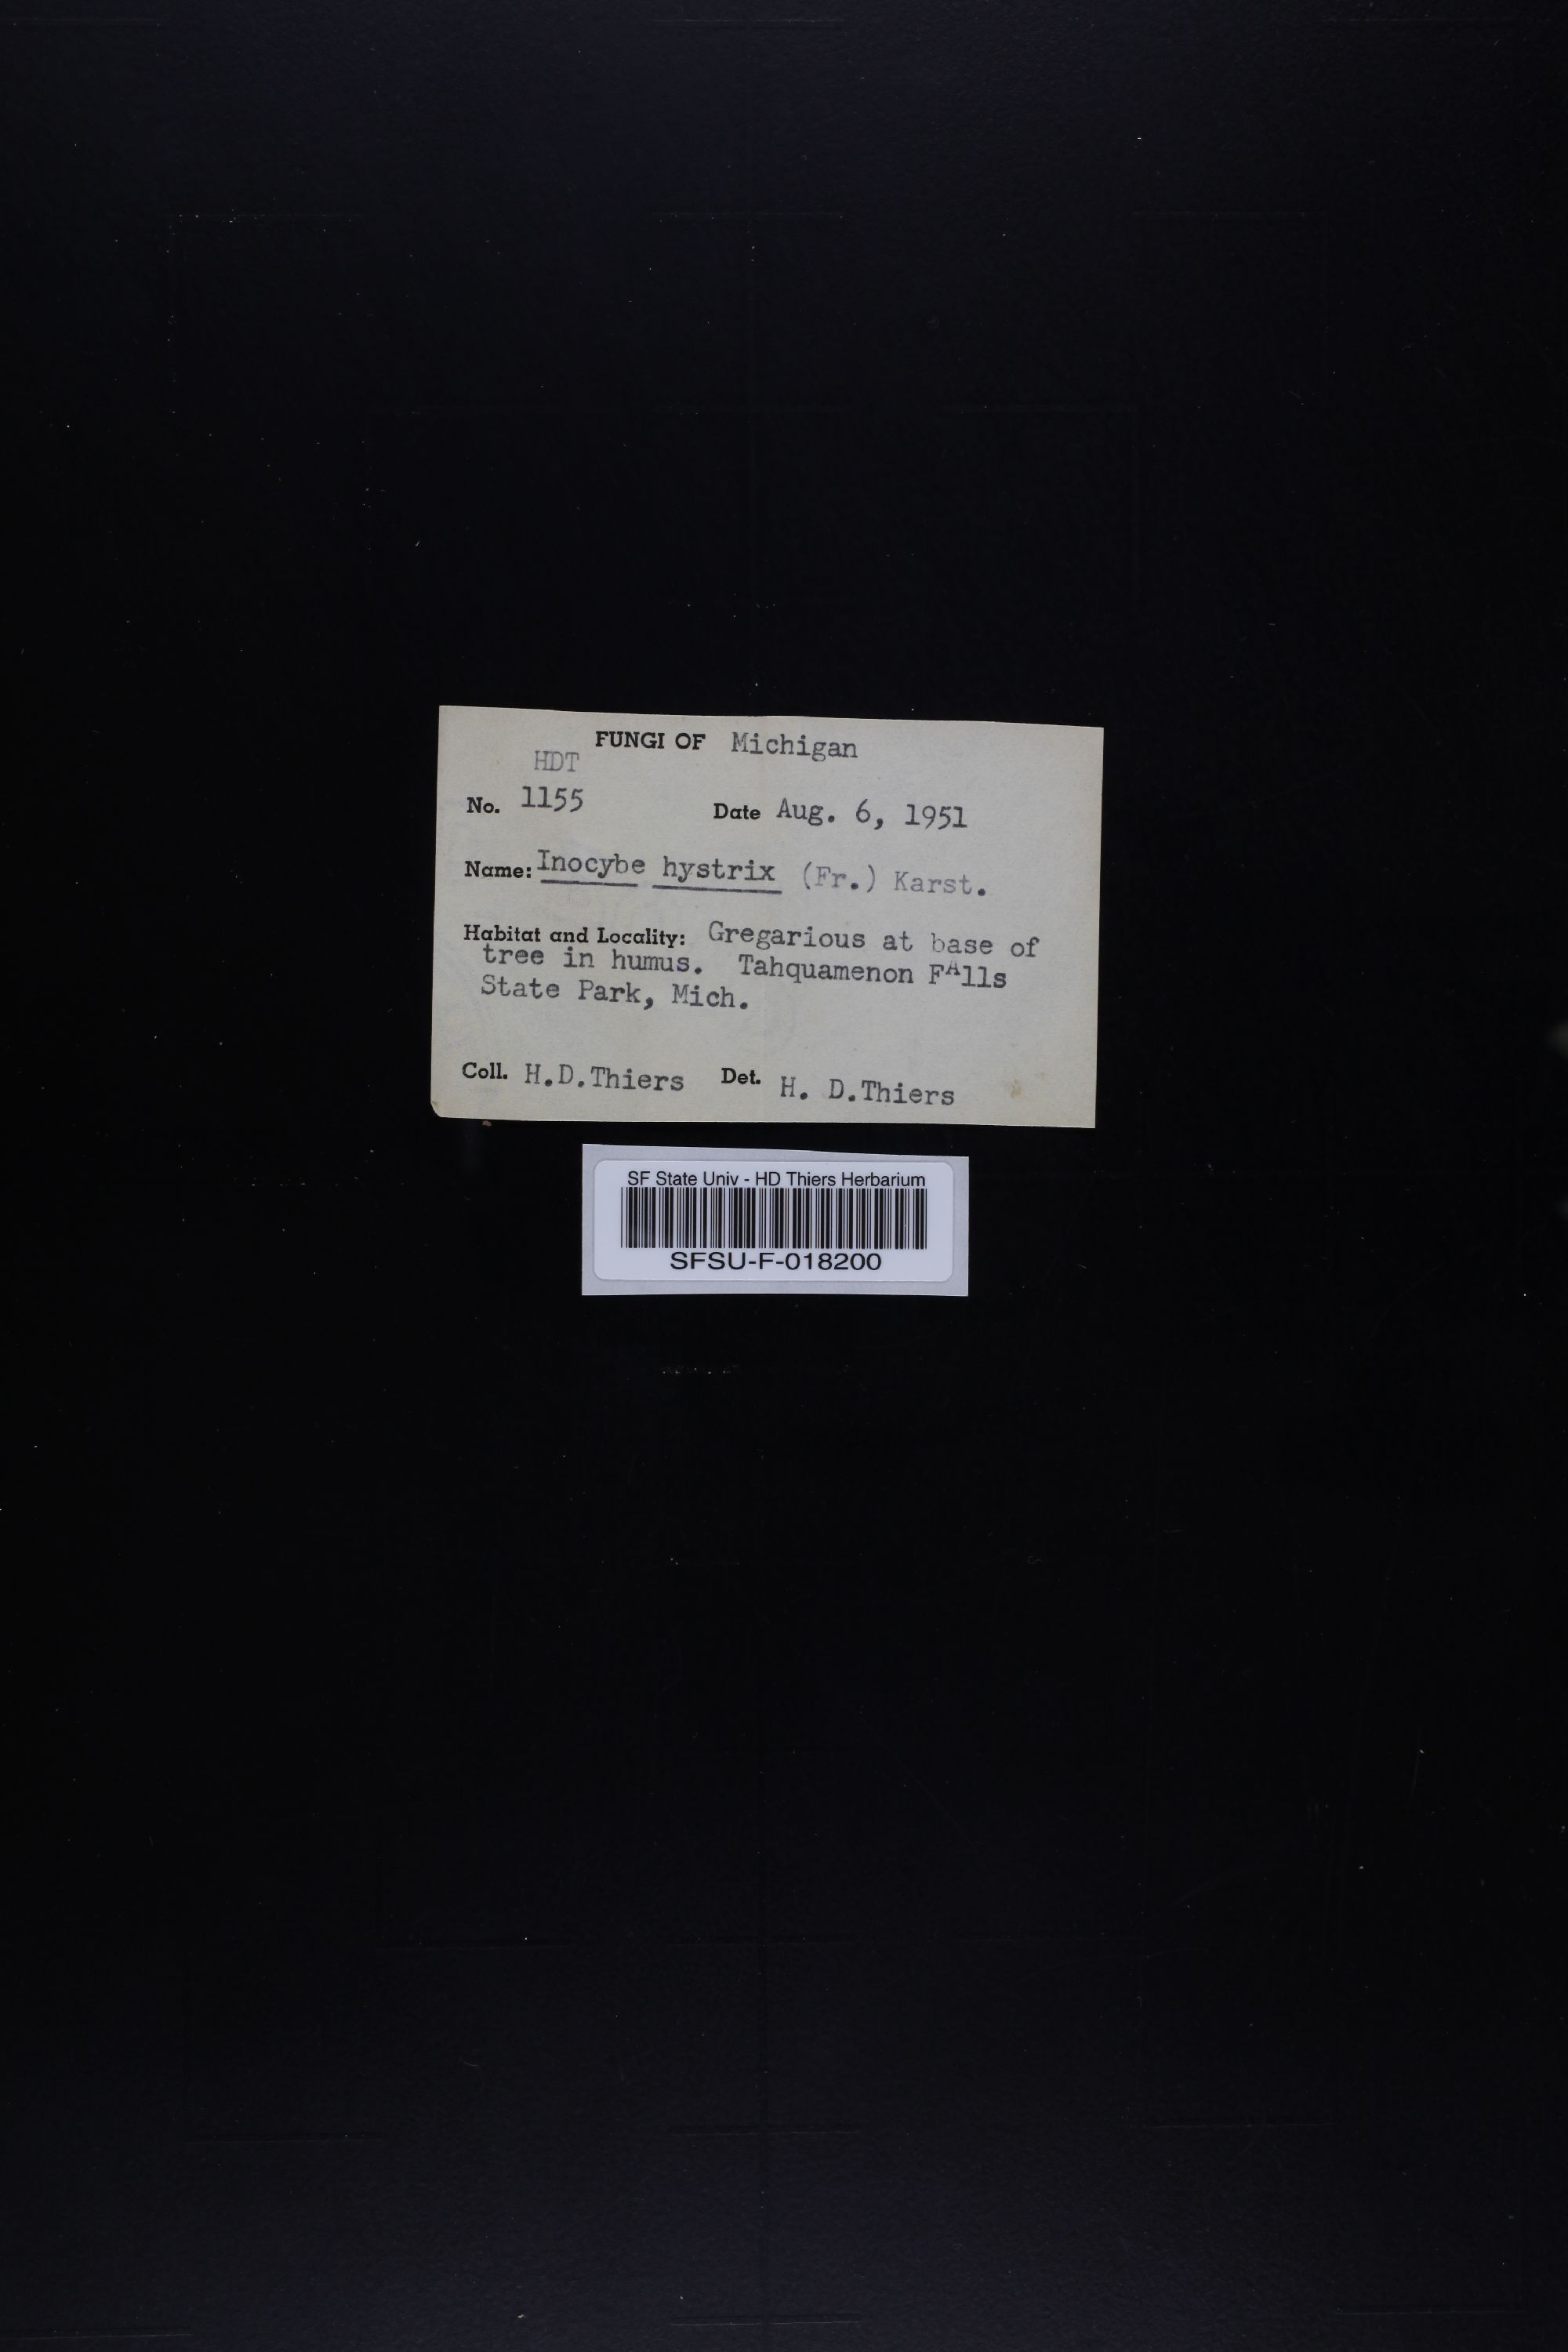 FUNGI OF Michigan
HDT
No. 1155 Date Aug. 6, 1951
Name: Inocybe hystrix (Fr.) Karst.
Habitat and Locality: Gregarious at base of
tree in humus. Tahquamenon FAlls
State Park, Mich.
Coll. H.D.Thiers Det. H. D.Thiers
SF State Univ - HD Thiers Herbarium
SFSU-F-018200